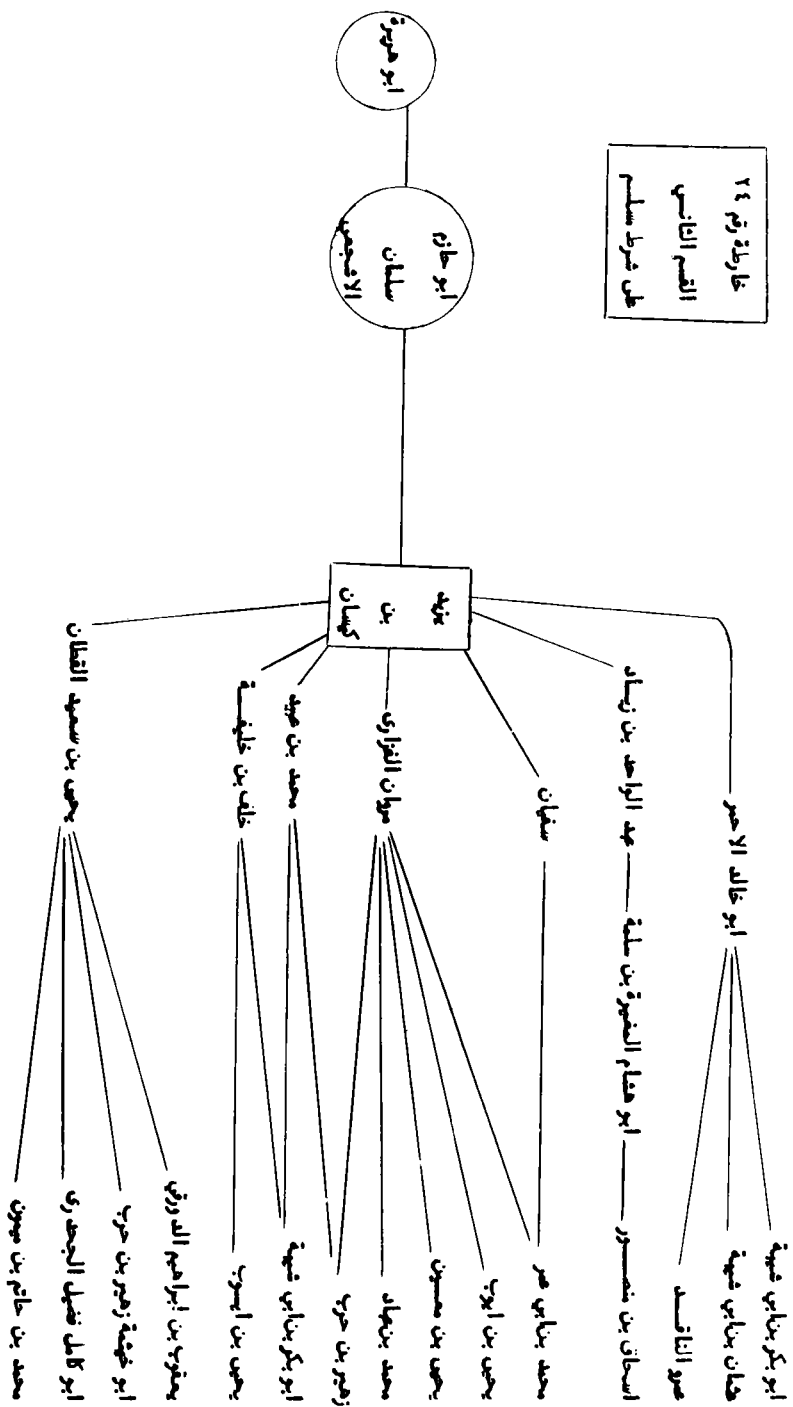 خارطة رقم ٢٤
القسم الثاني
على شرط مسلم
ابو هريرة
ابو حازم
سلمان
الاشجعي
يزيد
بن
كيسان
ابو خالد الاحمر
عبد الواحد بن زياد
ابو هشام المغيرة بن سلمة
اسحاق بن منصور
سفيان
مروان الفزارى
محمد بن عبيد
خلف بن خليفة
يحيى بن سعيد القطان
ابو بكر بن ابي شيبة
عثمان بن ابي شيبة
عمرو الناقد
محمد بن ابي عمر
يحيى بن ايوب
يحيى بن معين
محمد بن عباد
زهير بن حرب
ابو بكر بن ابي شيبة
يحيى بن ايوب
يعقوب بن ابراهيم الدورقي
ابو خيثمة زهير بن حرب
ابو كامل فضيل الجحدرى
محمد بن حاتم بن ميمون